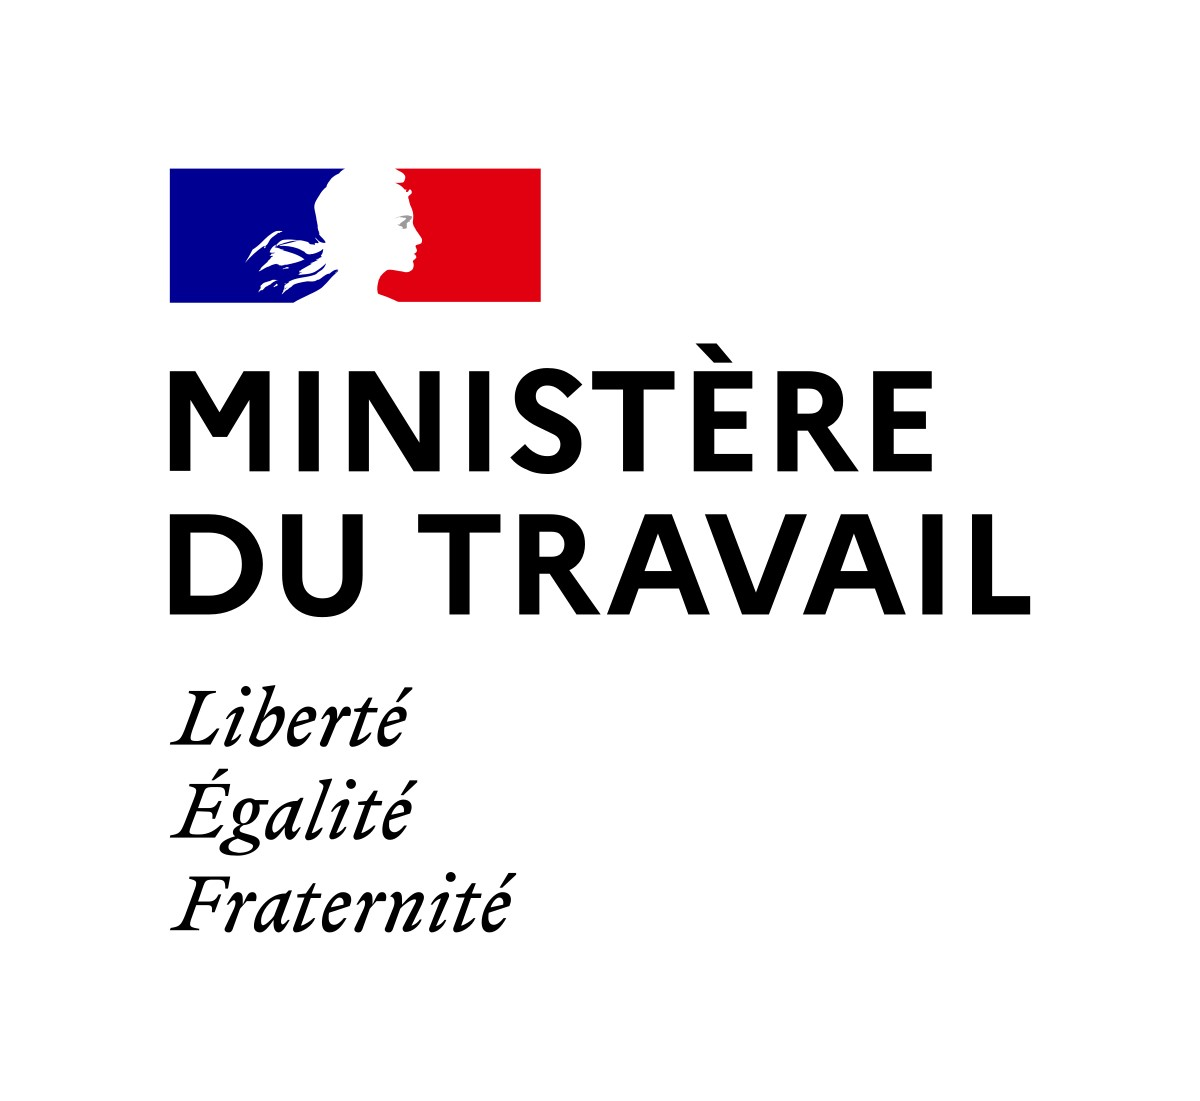 MINISTÈRE
DU TRAVAIL
Liberté
Égalité
Fraternité